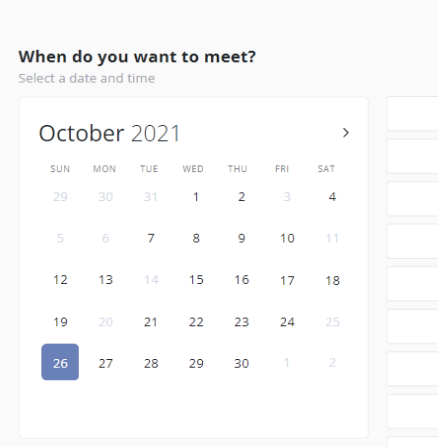 When do you want to meet?
Select a date and time
October 2021
SUN MON TUE WED THU FRI SAT
29 30 31 1 2 3 4
5 6 7 8 9 10 11
12 13 14 15 16 17 18
19 20 21 22 23 24 25
26 27 28 29 30 1 2